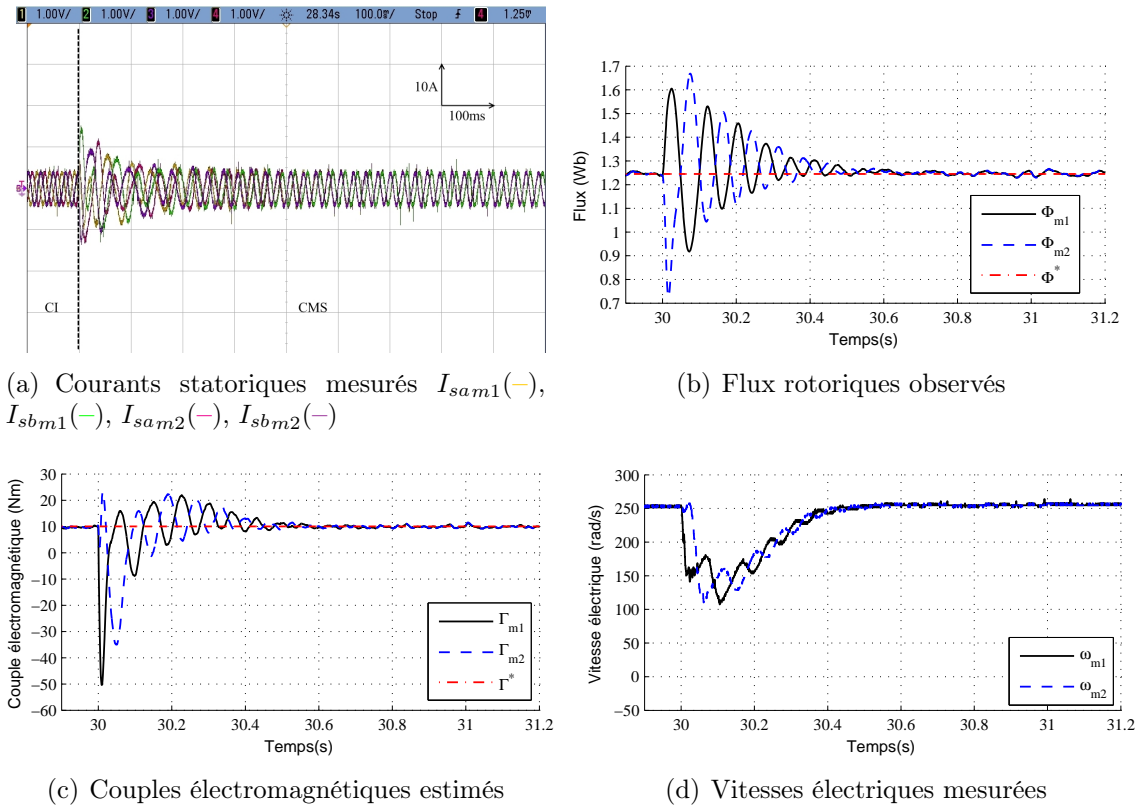 1 1.00V/ 2 1.00V/ 3 1.00V/ 4 1.00V/ 28.34s 100.0m/ Stop 4 1.25V
10A
100ms
CI
CMS
(a) Courants statoriques mesurés Isam1(−),
Isbm1(−), Isam2(−), Isbm2(−)
1.7
1.6
1.5
1.4
1.3
1.2
1.1
1
0.9
0.8
0.7
Flux (Wb)
Φm1
Φm2
Φ*
30 30.2 30.4 30.6 30.8 31 31.2
Temps(s)
(b) Flux rotoriques observés
30
20
10
0
−10
−20
−30
−40
−50
−60
Couple électromagnétique (Nm)
Γm1
Γm2
Γ*
30 30.2 30.4 30.6 30.8 31 31.2
Temps(s)
(c) Couples électromagnétiques estimés
300
250
200
150
100
50
0
−50
Vitesse électrique (rad/s)
ωm1
ωm2
30 30.2 30.4 30.6 30.8 31 31.2
Temps(s)
(d) Vitesses électriques mesurées